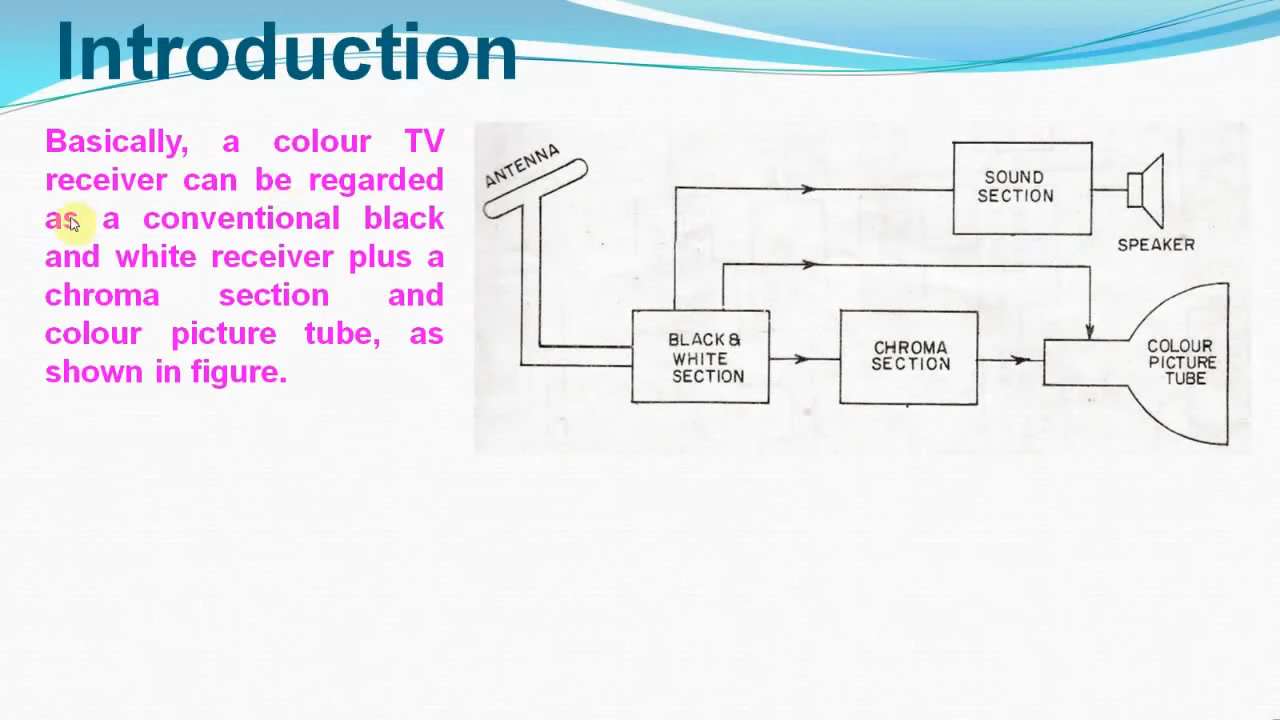 Introduction
Basically, a colour TV
receiver can be regarded
as a conventional black
and white receiver plus a
chroma section and
colour picture tube, as
shown in figure.
ANTENNA
SOUND
SECTION
SPEAKER
BLACK &
WHITE
SECTION
CHROMA
SECTION
COLOUR
PICTURE
TUBE